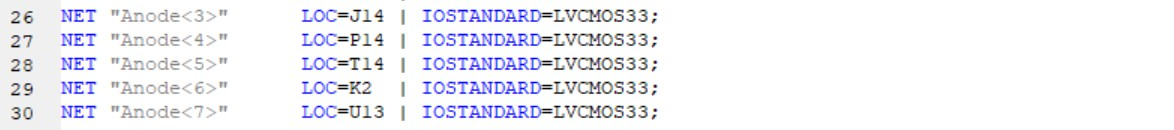 26 NET "Anode<3>" LOC=J14 | IOSTANDARD=LVCMOS33;
27 NET "Anode<4>" LOC=P14 | IOSTANDARD=LVCMOS33;
28 NET "Anode<5>" LOC=T14 | IOSTANDARD=LVCMOS33;
29 NET "Anode<6>" LOC=K2 | IOSTANDARD=LVCMOS33;
30 NET "Anode<7>" LOC=U13 | IOSTANDARD=LVCMOS33;